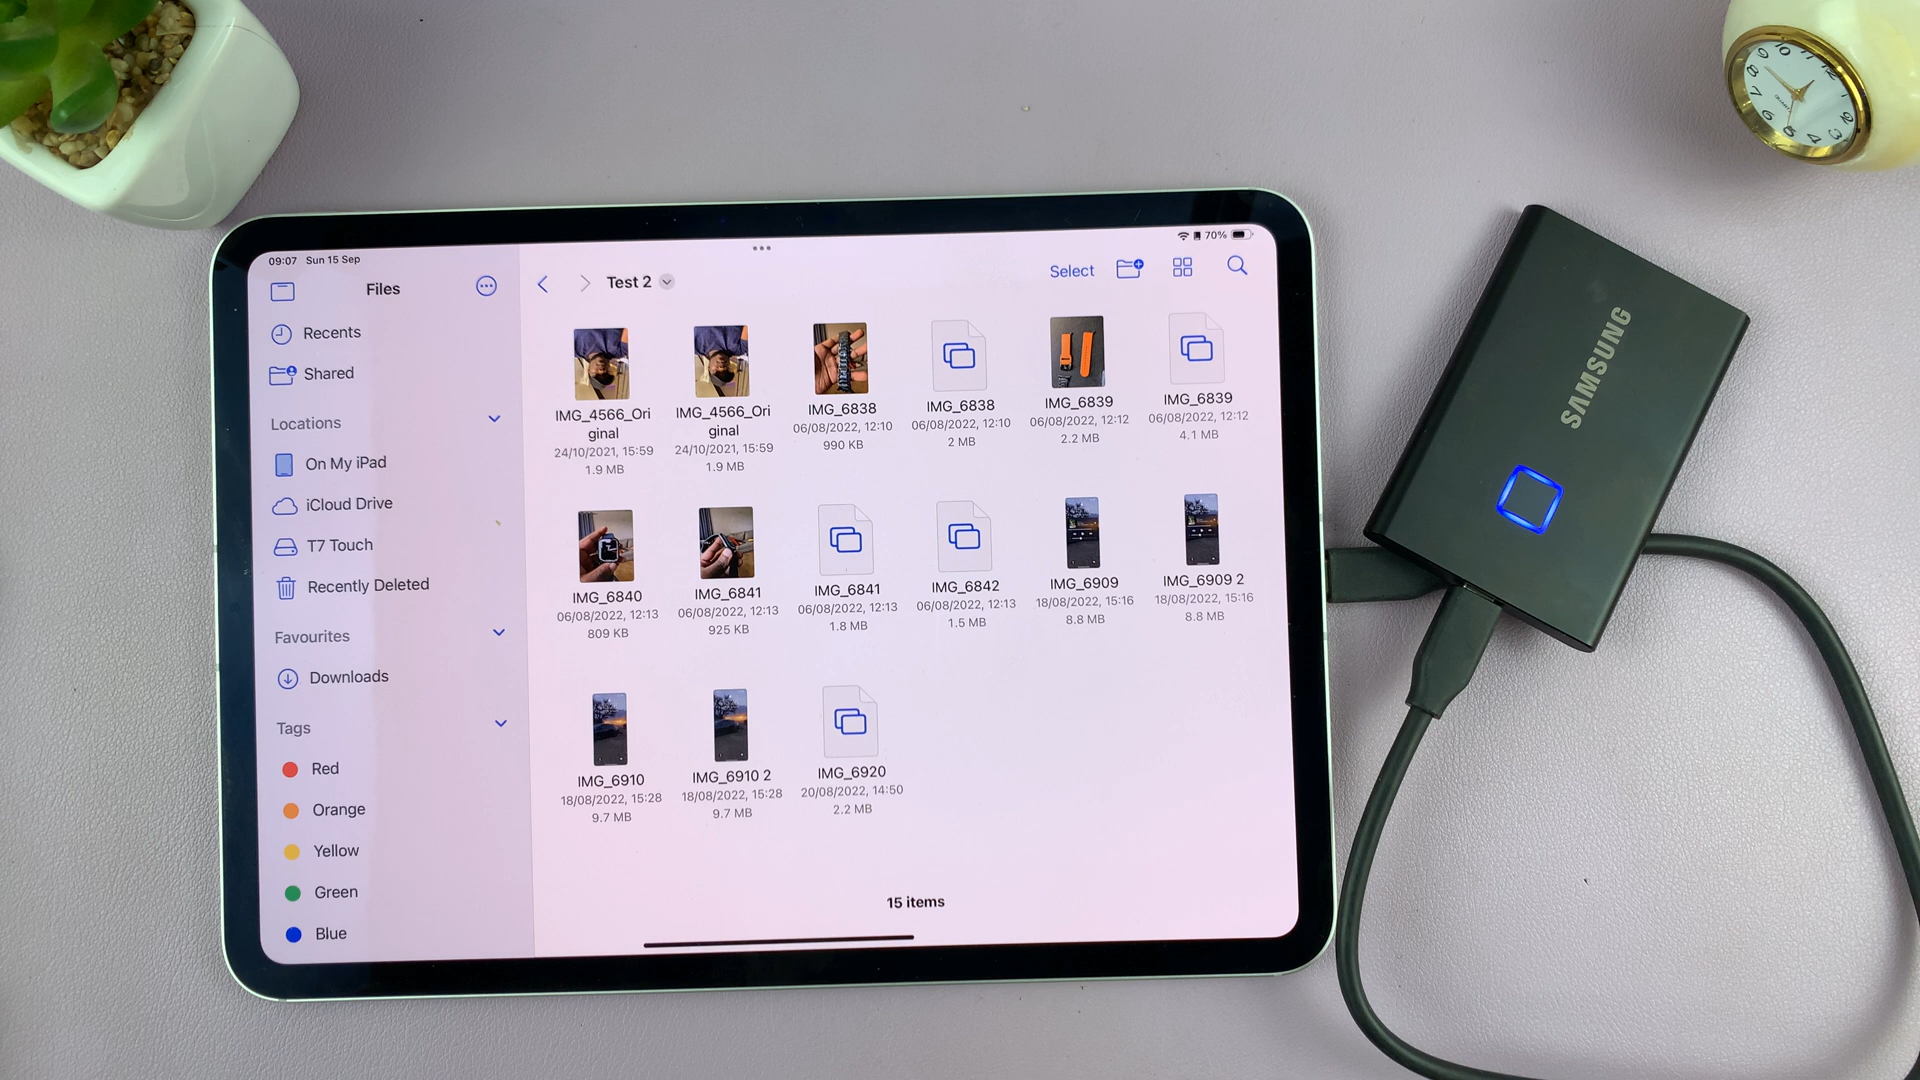 09:07 Sun 15 Sep
70%
Files
Recents
Shared
Locations
On My iPad
iCloud Drive
T7 Touch
Recently Deleted
Favourites
Downloads
Tags
Red
Orange
Yellow
Green
Blue
Test 2
Select
IMG_4566_Ori
ginal
24/10/2021, 15:59
1.9 MB
IMG_4566_Ori
ginal
24/10/2021, 15:59
1.9 MB
IMG_6838
06/08/2022, 12:10
990 KB
IMG_6838
06/08/2022, 12:10
2 MB
IMG_6839
06/08/2022, 12:12
2.2 MB
IMG_6839
06/08/2022, 12:12
4.1 MB
IMG_6840
06/08/2022, 12:13
809 KB
IMG_6841
06/08/2022, 12:13
925 KB
IMG_6841
06/08/2022, 12:13
1.8 MB
IMG_6842
06/08/2022, 12:13
1.5 MB
IMG_6909
18/08/2022, 15:16
8.8 MB
IMG_6909 2
18/08/2022, 15:16
8.8 MB
IMG_6910
18/08/2022, 15:28
9.7 MB
IMG_6910 2
18/08/2022, 15:28
9.7 MB
IMG_6920
20/08/2022, 14:50
2.2 MB
15 items
SAMSUNG